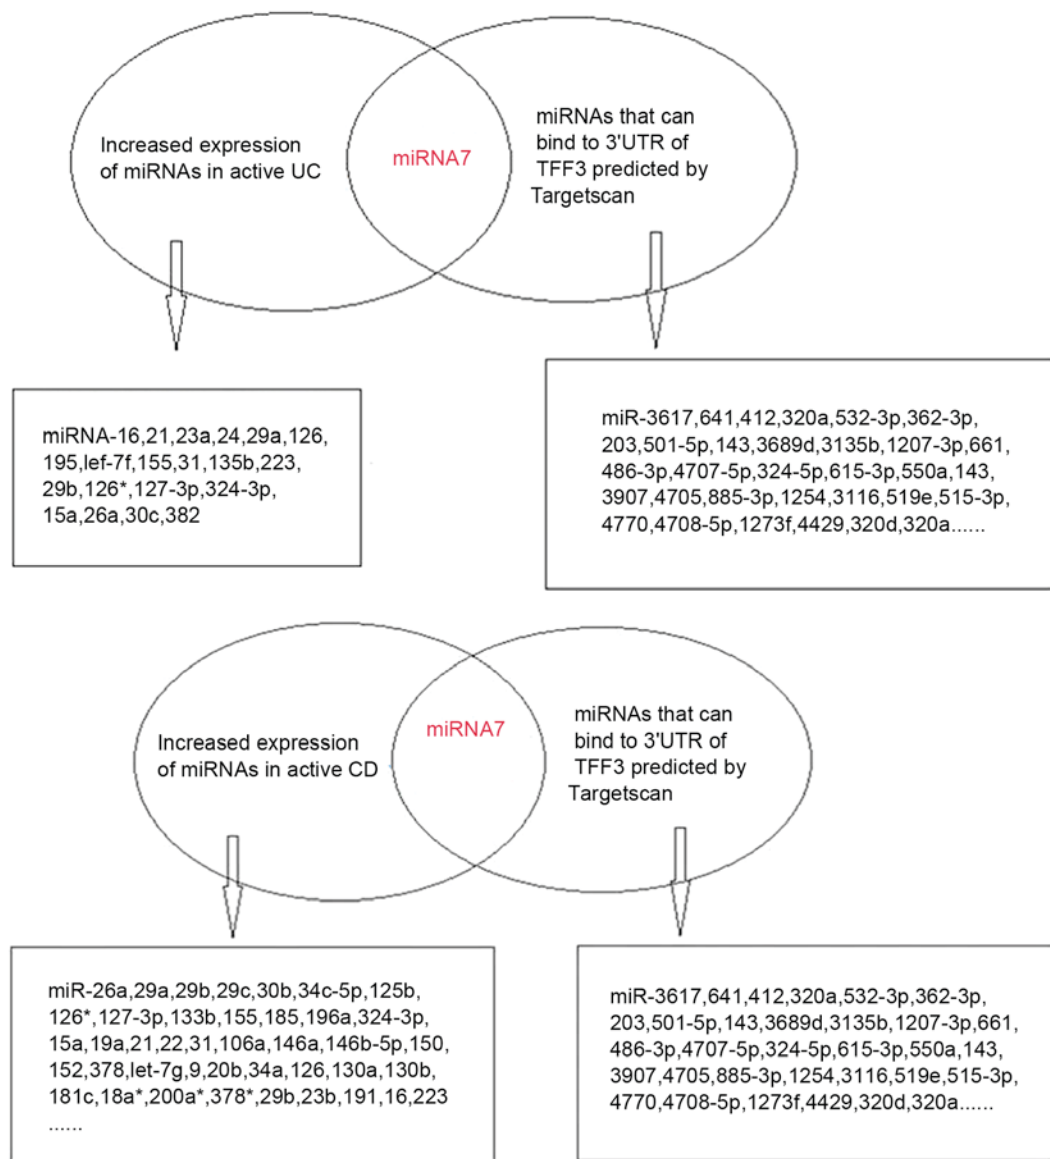 Increased expression
of miRNAs in active UC
miRNA7
miRNAs that can
bind to 3'UTR of
TFF3 predicted by
Targetscan
miRNA-16,21,23a,24,29a,126,
195,lef-7f,155,31,135b,223,
29b,126*,127-3p,324-3p,
15a,26a,30c,382
miR-3617,641,412,320a,532-3p,362-3p,
203,501-5p,143,3689d,3135b,1207-3p,661,
486-3p,4707-5p,324-5p,615-3p,550a,143,
3907,4705,885-3p,1254,3116,519e,515-3p,
4770,4708-5p,1273f,4429,320d,320a......
Increased expression
of miRNAs in active CD
miRNA7
miRNAs that can
bind to 3'UTR of
TFF3 predicted by
Targetscan
miR-26a,29a,29b,29c,30b,34c-5p,125b,
126*,127-3p,133b,155,185,196a,324-3p,
15a,19a,21,22,31,106a,146a,146b-5p,150,
152,378,let-7g,9,20b,34a,126,130a,130b,
181c,18a*,200a*,378*,29b,23b,191,16,223
......
miR-3617,641,412,320a,532-3p,362-3p,
203,501-5p,143,3689d,3135b,1207-3p,661,
486-3p,4707-5p,324-5p,615-3p,550a,143,
3907,4705,885-3p,1254,3116,519e,515-3p,
4770,4708-5p,1273f,4429,320d,320a......